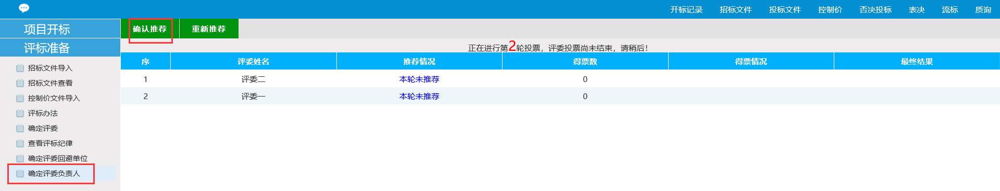 开标记录 招标文件 投标文件 控制价 否决投标 表决 流标 质询
项目开标
评标准备
招标文件导入
招标文件查看
控制价文件导入
评标办法
确定评委
查看评标纪律
确定评委回避单位
确定评委负责人
确认推荐 重新推荐
正在进行第2轮投票，评委投票尚未结束，请稍后！
序 评委姓名 推荐情况 得票数 得票情况 最终结果
1 评委二 本轮未推荐 0
2 评委一 本轮未推荐 0